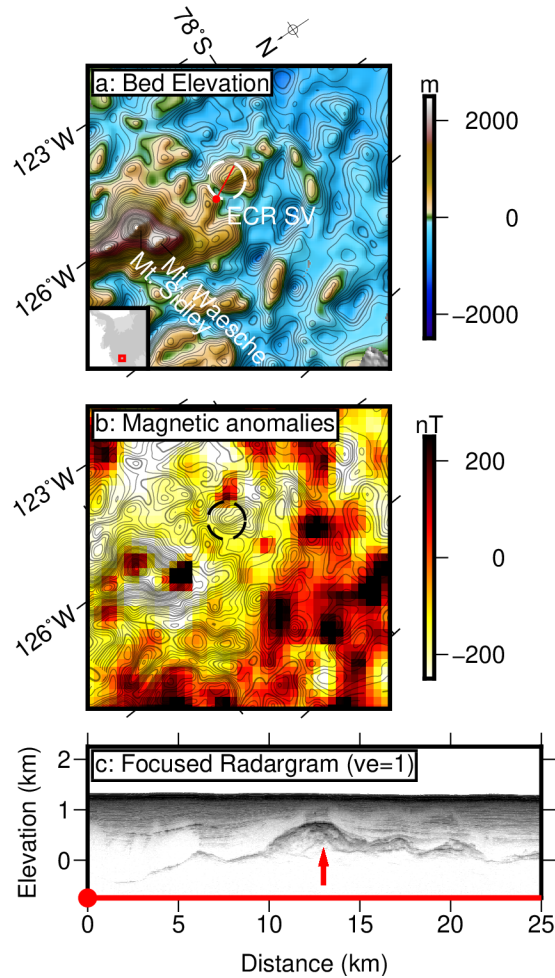 78°S
N
a: Bed Elevation
123°W
126°W
ECR SV
Mt. Waesche
Mt. Sidley
m
2000
0
−2000
b: Magnetic anomalies
123°W
126°W
nT
200
0
−200
c: Focused Radargram (ve=1)
Elevation (km)
2
1
0
0
5
10
15
20
25
Distance (km)